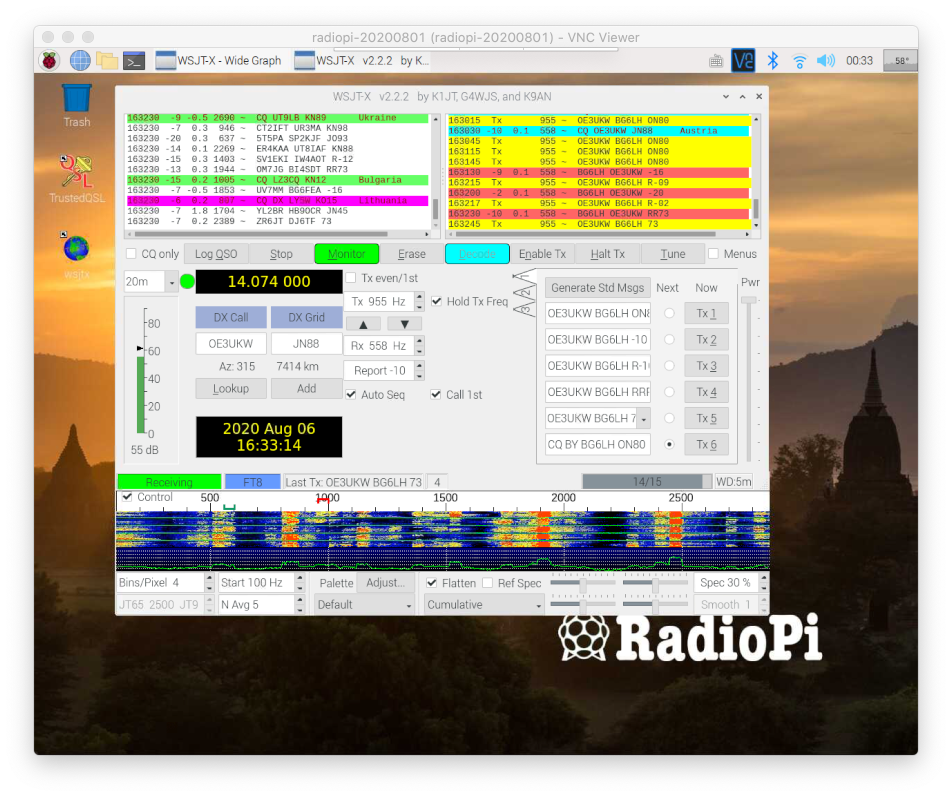 radiopi-20200801 (radiopi-20200801) - VNC Viewer
WSJT-X - Wide Graph
WSJT-X v2.2.2 by K...
00:33
58°
WSJT-X v2.2.2 by K1JT, G4WJS, and K9AN
Trash
TrustedQSL
wsjtx
163230 -9 -0.5 2690 ~ CQ UT9LB KN89 Ukraine
163230 -7 0.3 946 ~ CT2IFT UR3MA KN98
163230 -20 0.3 637 ~ 5T5PA SP2KJF JO93
163230 -14 0.1 2269 ~ ER4KAA UT8IAF KN88
163230 -15 0.3 1403 ~ SV1EKI IW4AOT R-12
163230 -13 0.3 1944 ~ OM7JG BI4SDT RR73
163230 -15 0.2 1005 ~ CQ LZ3CQ KN12 Bulgaria
163230 -7 -0.5 1853 ~ UV7MM BG6FEA -16
163230 -6 0.2 807 ~ CQ DX LY5W KO15 Lithuania
163230 -7 1.8 1704 ~ YL2BR HB9OCR JN45
163230 -7 0.2 2389 ~ ZR6JT DJ6TF 73
163015 Tx 955 ~ OE3UKW BG6LH ON80
163030 -10 0.1 558 ~ CQ OE3UKW JN88 Austria
163045 Tx 955 ~ OE3UKW BG6LH ON80
163115 Tx 955 ~ OE3UKW BG6LH ON80
163145 Tx 955 ~ OE3UKW BG6LH ON80
163130 -9 0.1 558 ~ BG6LH OE3UKW -16
163215 Tx 955 ~ OE3UKW BG6LH R-09
163200 -2 0.1 558 ~ BG6LH OE3UKW -20
163217 Tx 955 ~ OE3UKW BG6LH R-02
163230 -10 0.1 558 ~ BG6LH OE3UKW RR73
163245 Tx 955 ~ OE3UKW BG6LH 73
CQ only
Log QSO
Stop
Monitor
Erase
Decode
Enable Tx
Halt Tx
Tune
Menus
20m
14.074 000
Tx even/1st
Tx 955 Hz
Hold Tx Freq
DX Call
DX Grid
OE3UKW
JN88
Rx 558 Hz
Az: 315
7414 km
Report -10
Lookup
Add
Auto Seq
Call 1st
2020 Aug 06
16:33:14
80
60
40
20
0
55 dB
1
2
3
Generate Std Msgs
Next
Now
Pwr
OE3UKW BG6LH ON8
Tx 1
OE3UKW BG6LH -10
Tx 2
OE3UKW BG6LH R-1
Tx 3
OE3UKW BG6LH RRR
Tx 4
OE3UKW BG6LH 7
Tx 5
CQ BY BG6LH ON80
Tx 6
Receiving
FT8
Last Tx: OE3UKW BG6LH 73
4
14/15
WD:5m
Control
500
1000
1500
2000
2500
Bins/Pixel 4
Start 100 Hz
Palette
Adjust...
Flatten
Ref Spec
Spec 30 %
JT65 2500 JT9
N Avg 5
Default
Cumulative
Smooth 1
RadioPi